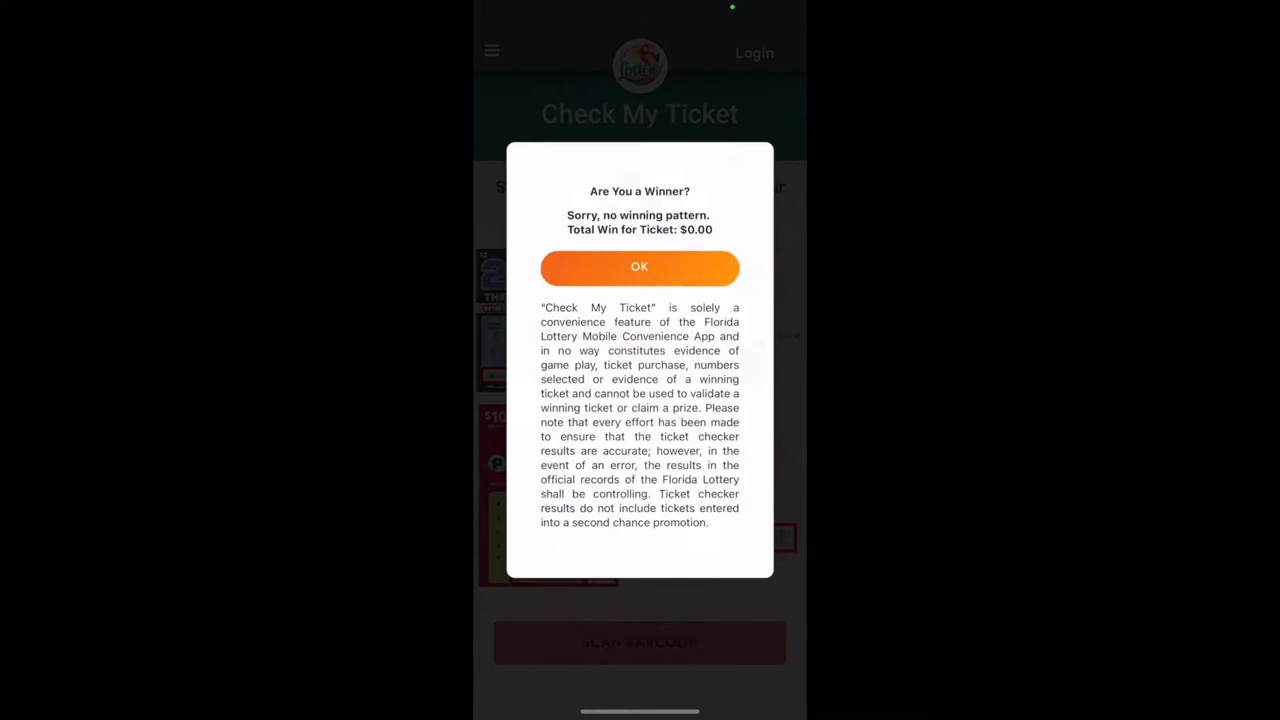 Login
Lottery
Check My Ticket
Are You a Winner?
Sorry, no winning pattern.
Total Win for Ticket: $0.00
OK
“Check My Ticket” is solely a
convenience feature of the Florida
Lottery Mobile Convenience App and
in no way constitutes evidence of
game play, ticket purchase, numbers
selected or evidence of a winning
ticket and cannot be used to validate a
winning ticket or claim a prize. Please
note that every effort has been made
to ensure that the ticket checker
results are accurate; however, in the
event of an error, the results in the
official records of the Florida Lottery
shall be controlling. Ticket checker
results do not include tickets entered
into a second chance promotion.
$10
SCAN BARCODE